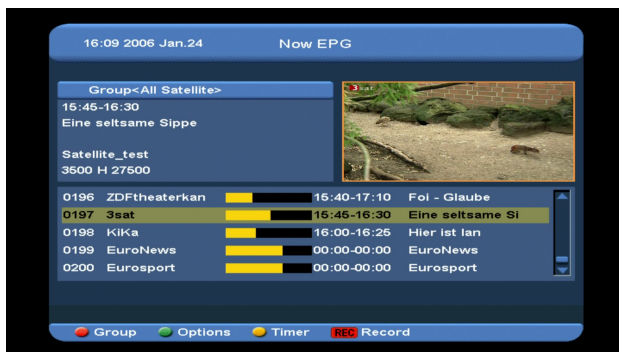 16:09 2006 Jan.24 Now EPG
Group<All Satellite>
15:45-16:30
Eine seltsame Sippe
Satellite_test
3500 H 27500
3sat
0196 ZDFtheaterkan 15:40-17:10 Foi - Glaube
0197 3sat 15:45-16:30 Eine seltsame Si
0198 KiKa 16:00-16:25 Hier ist Ian
0199 EuroNews 00:00-00:00 EuroNews
0200 Eurosport 00:00-00:00 Eurosport
Group Options Timer REC Record